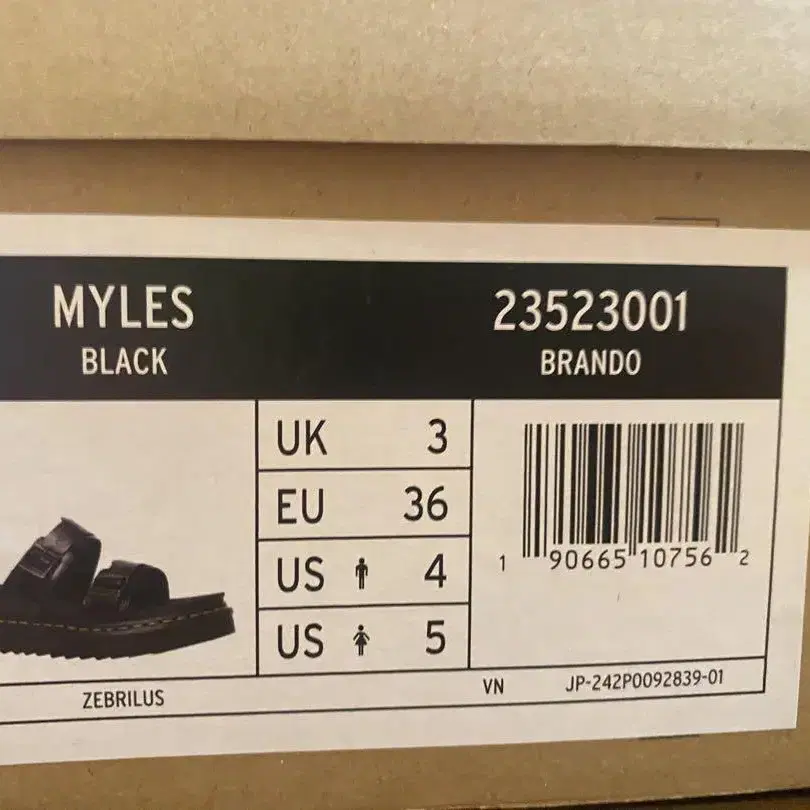 MYLES
BLACK
23523001
BRANDO
UK 3
EU 36
US 4
US 5
1 90665 10756 2
ZEBRILUS
VN
JP-242P0092839-01